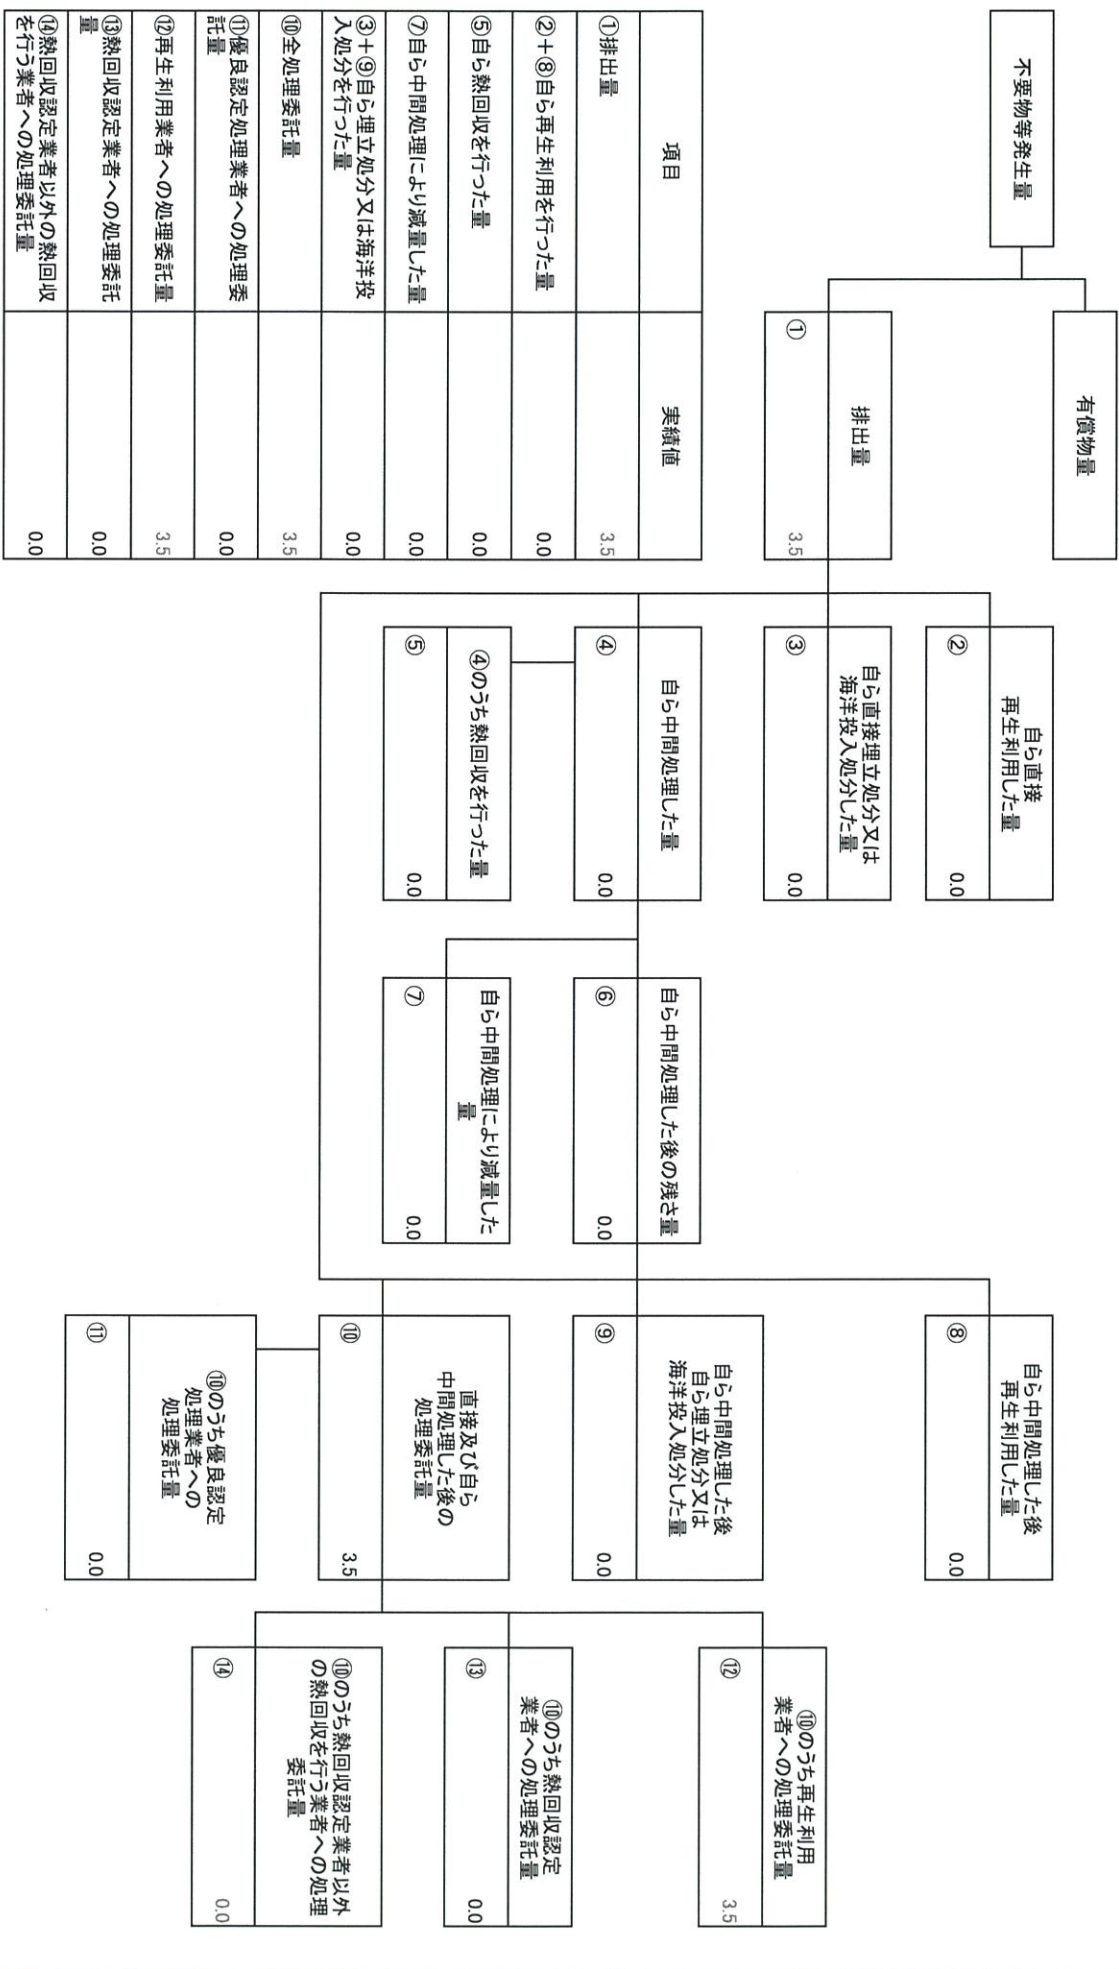 不要物等発生量
有償物量
排出量
①
3.5
自ら直接
再生利用した量
②
0.0
自ら直接埋立処分又は
海洋投入処分した量
③
0.0
自ら中間処理した量
④
0.0
④のうち熱回収を行った量
⑤
0.0
自ら中間処理した後の残さ量
⑥
0.0
自ら中間処理により減量した
量
⑦
0.0
自ら中間処理した後
再生利用した量
⑧
0.0
自ら中間処理した後
自ら埋立処分又は
海洋投入処分した量
⑨
0.0
直接及び自ら
中間処理した後の
処理委託量
⑩
3.5
⑩のうち優良認定
処理業者への
処理委託量
⑪
0.0
⑩のうち再生利用
業者への処理委託量
⑫
3.5
⑩のうち熱回収認定
業者への処理委託量
⑬
0.0
⑩のうち熱回収認定業者以外
の熱回収を行う業者への処理
委託量
⑭
0.0
項目 実績値
①排出量 3.5
②+⑧自ら再生利用を行った量 0.0
⑤自ら熱回収を行った量 0.0
⑦自ら中間処理により減量した量 0.0
③+⑨自ら埋立処分又は海洋投
入処分を行った量 0.0
⑩全処理委託量 3.5
⑪優良認定処理業者への処理委
託量 0.0
⑫再生利用業者への処理委託量 3.5
⑬熱回収認定業者への処理委託
量 0.0
⑭熱回収認定業者以外の熱回収
を行う業者への処理委託量 0.0